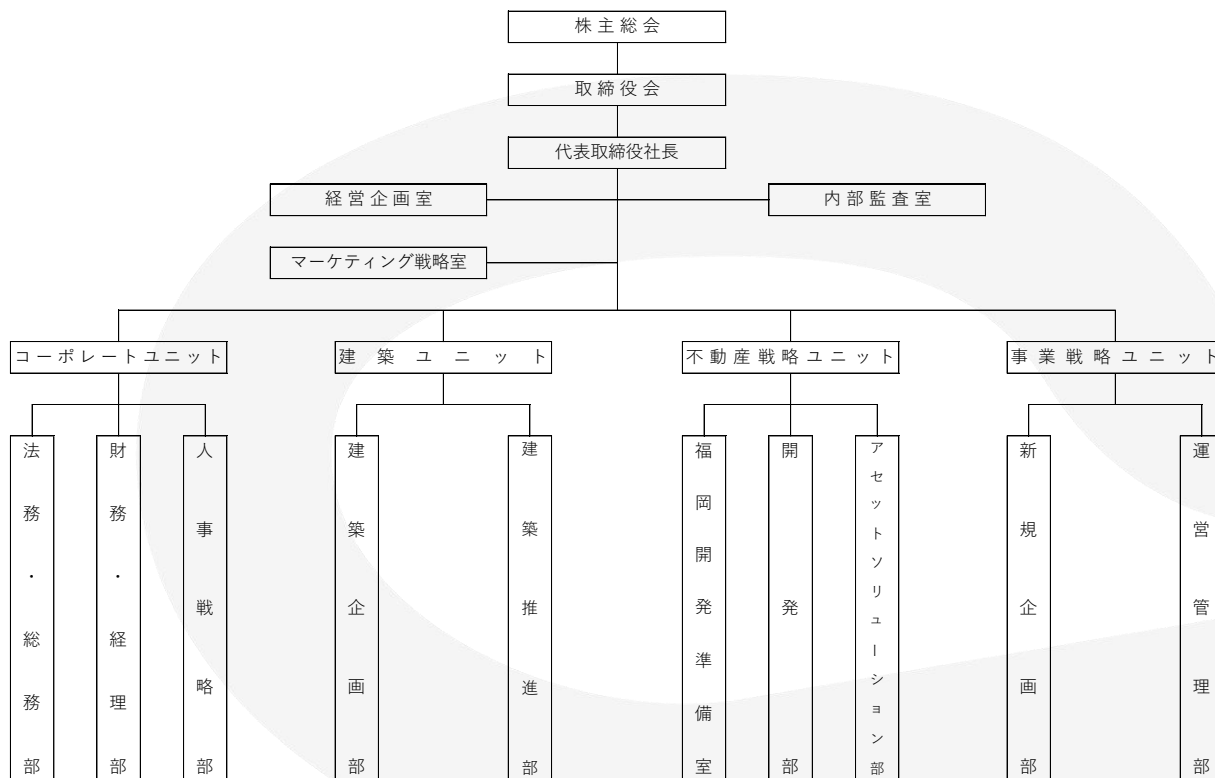 株主総会
取締役会
代表取締役社長
経営企画室
内部監査室
マーケティング戦略室
コーポレートユニット
建築ユニット
不動産戦略ユニット
事業戦略ユニット
法務・総務部
財務・経理部
人事戦略部
建築企画部
建築推進部
福岡開発準備室
開発部
アセットソリューション部
新規企画部
運営管理部